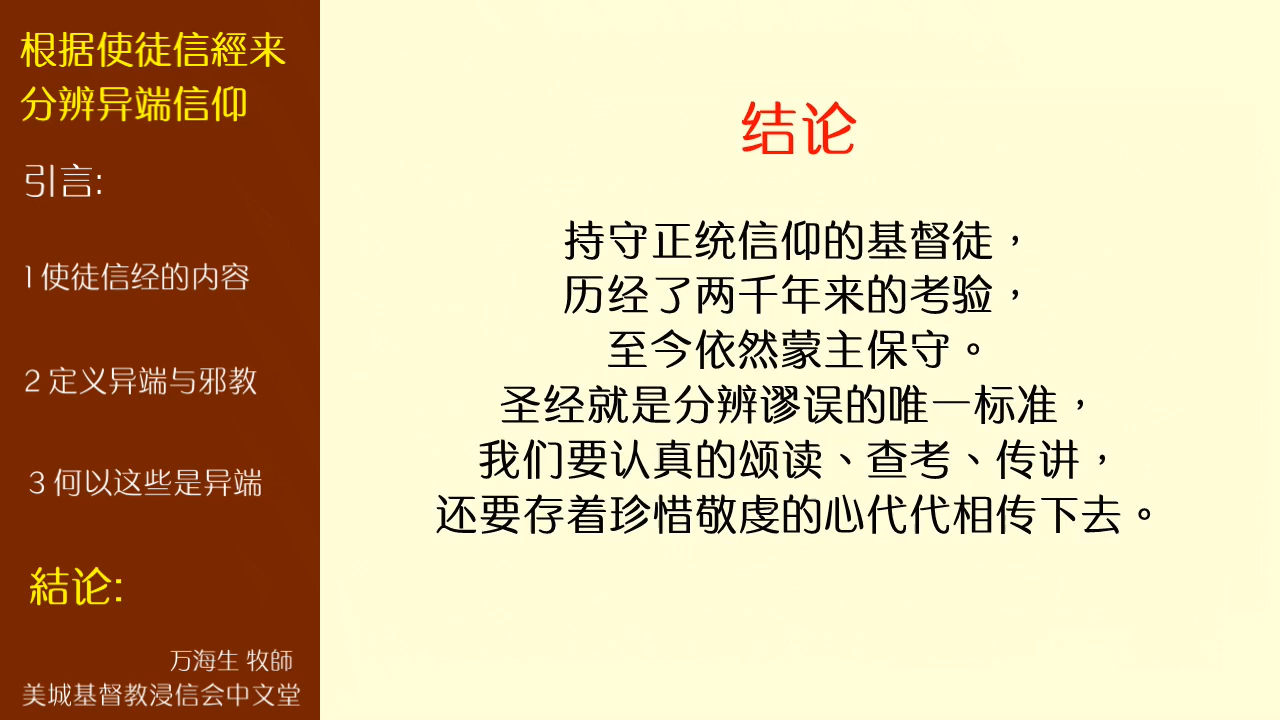 根据使徒信經来
分辨异端信仰
引言:
1 使徒信经的内容
2 定义异端与邪教
3 何以这些是异端
結论:
万海生 牧師
美城基督教浸信会中文堂
结论
持守正统信仰的基督徒，
历经了两千年来的考验，
至今依然蒙主保守。
圣经就是分辨谬误的唯一标准，
我们要认真的颂读、查考、传讲，
还要存着珍惜敬虔的心代代相传下去。